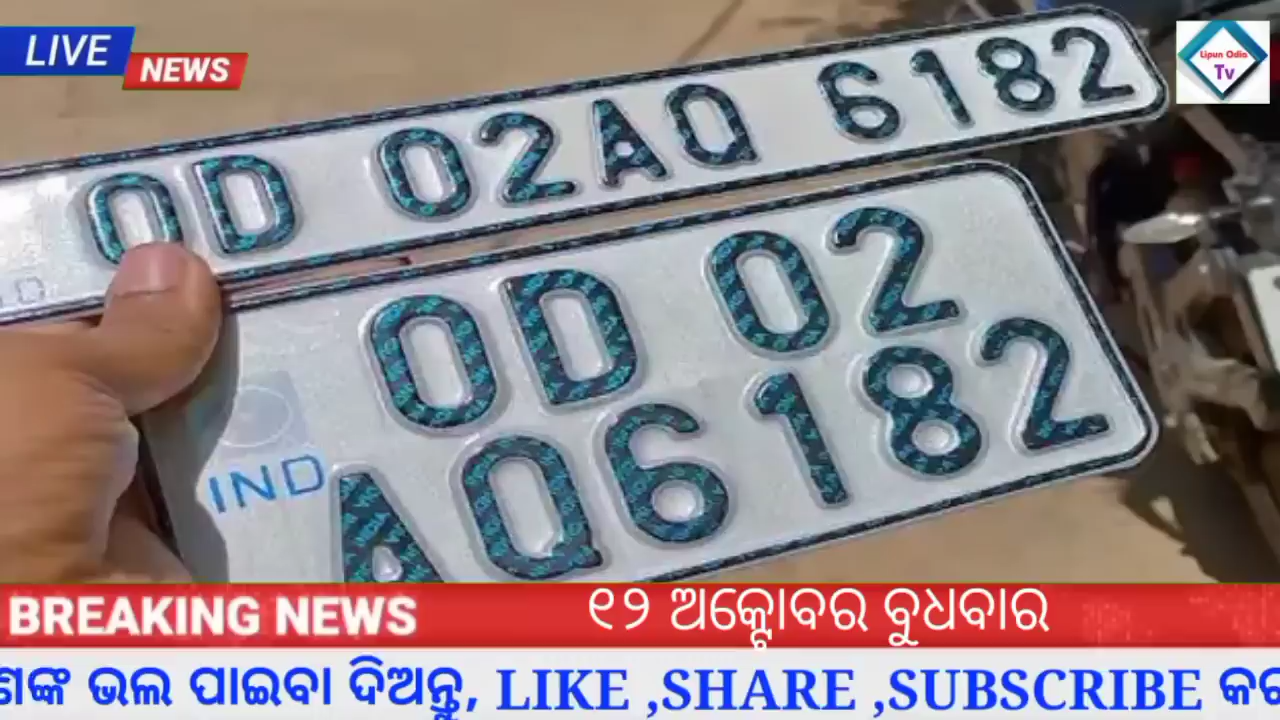 LIVE
NEWS
Lipun Odia
Tv
OD 02AQ 6182
OD 02
AQ6182
IND
BREAKING NEWS
୧୨ ଅକ୍ଟୋବର ବୁଧବାର
ଭଲ ପାଇବା ଦିଅନ୍ତୁ, LIKE ,SHARE ,SUBSCRIBE